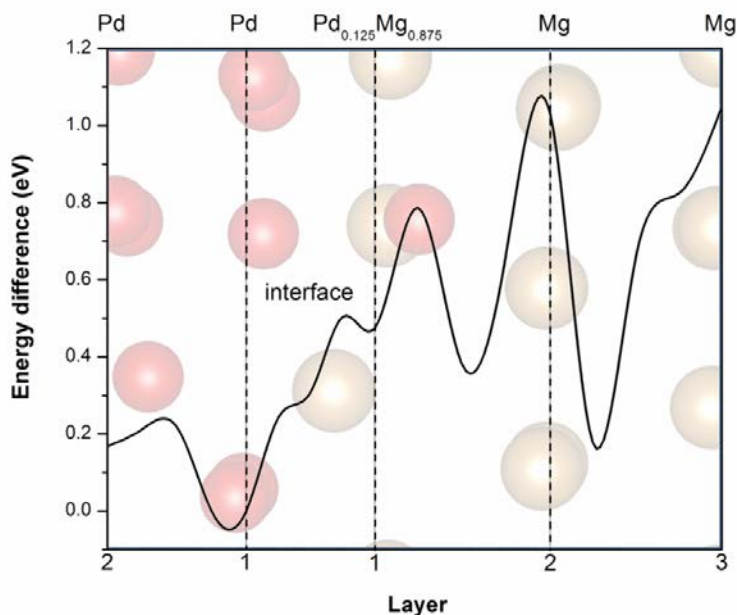 Pd Pd Pd0.125Mg0.875 Mg Mg
1.2
1.0
0.8
0.6
0.4
0.2
0.0
Energy difference (eV)
interface
2 1 1 2 3
Layer